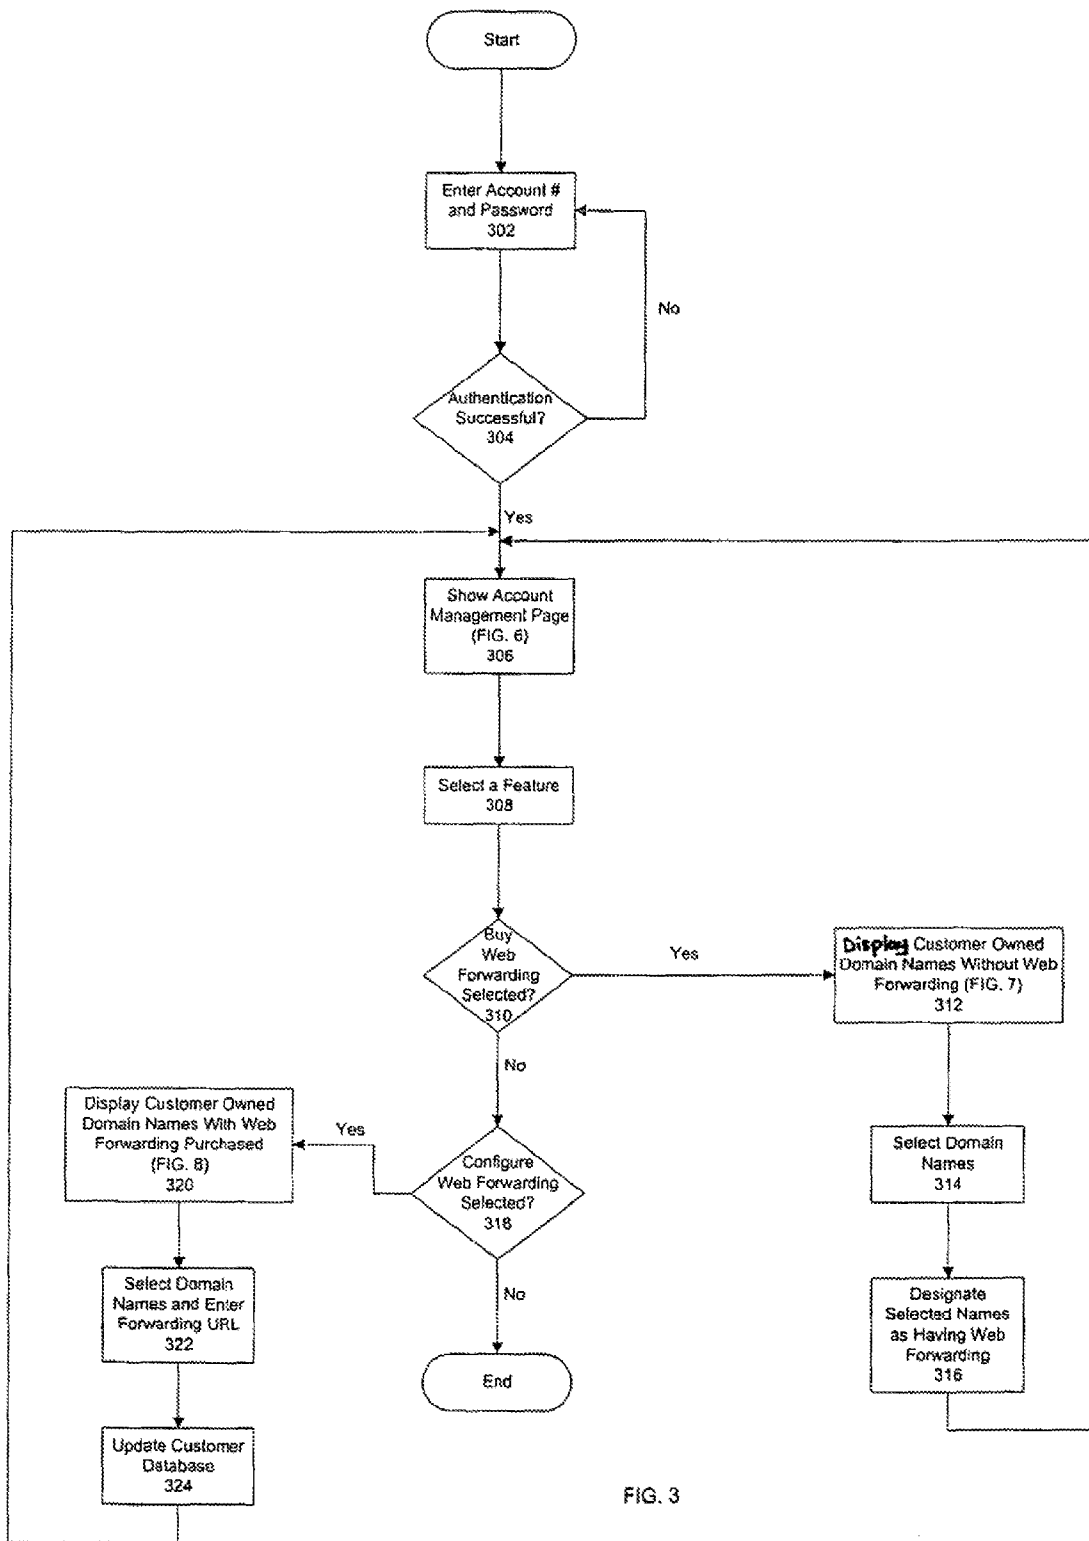 Start
Enter Account #
and Password
302
No
Authentication
Successful?
304
Yes
Show Account
Management Page
(FIG. 6)
306
Select a Feature
308
Buy
Web
Forwarding
Selected?
310
Yes
Display Customer Owned
Domain Names Without Web
Forwarding (FIG. 7)
312
No
Display Customer Owned
Domain Names With Web
Forwarding Purchased
(FIG. 8)
320
Yes
Configure
Web Forwarding
Selected?
318
Select Domain
Names
314
Select Domain
Names and Enter
Forwarding URL
322
No
Designate
Selected Names
as Having Web
Forwarding
316
End
Update Customer
Database
324
FIG. 3